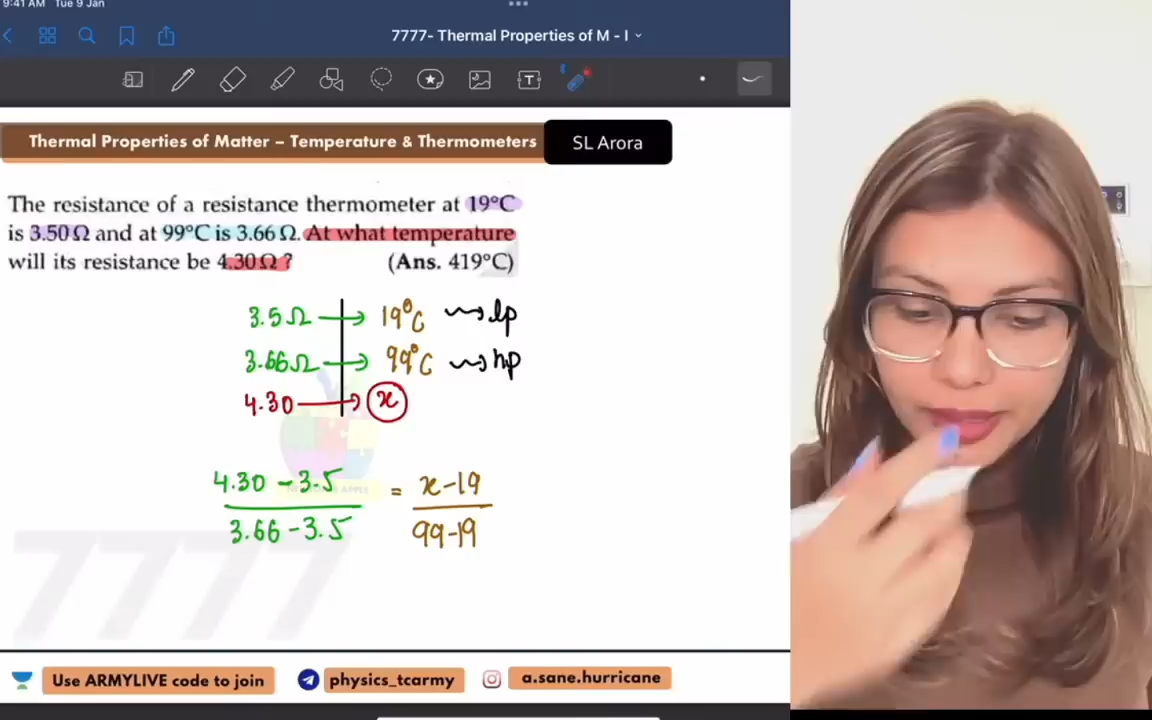 9:41 AM Tue 9 Jan
7777- Thermal Properties of M - I
T
Thermal Properties of Matter – Temperature & Thermometers
SL Arora
The resistance of a resistance thermometer at 19°C
is 3.50 Ω and at 99°C is 3.66 Ω. At what temperature
will its resistance be 4.30 Ω ? (Ans. 419°C)
3.5Ω → 19°C ⇝ lp
3.66Ω → 99°C ⇝ hp
4.30 → x
4.30 - 3.5 = x - 19
3.66 - 3.5 99 - 19
7777
Use ARMYLIVE code to join
physics_tcarmy
a.sane.hurricane